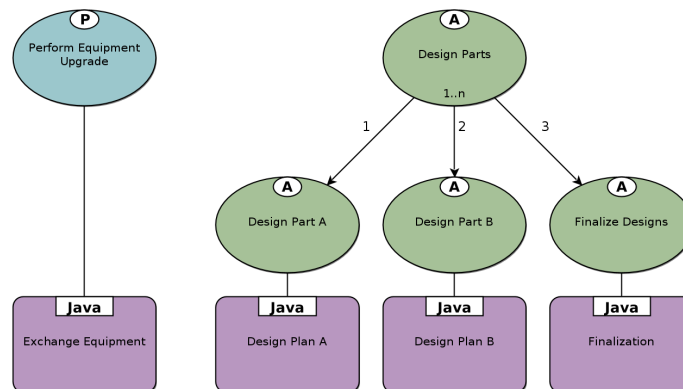 P
Perform Equipment
Upgrade
A
Design Parts
1..n
1
2
3
A
Design Part A
A
Design Part B
A
Finalize Designs
Java
Exchange Equipment
Java
Design Plan A
Java
Design Plan B
Java
Finalization